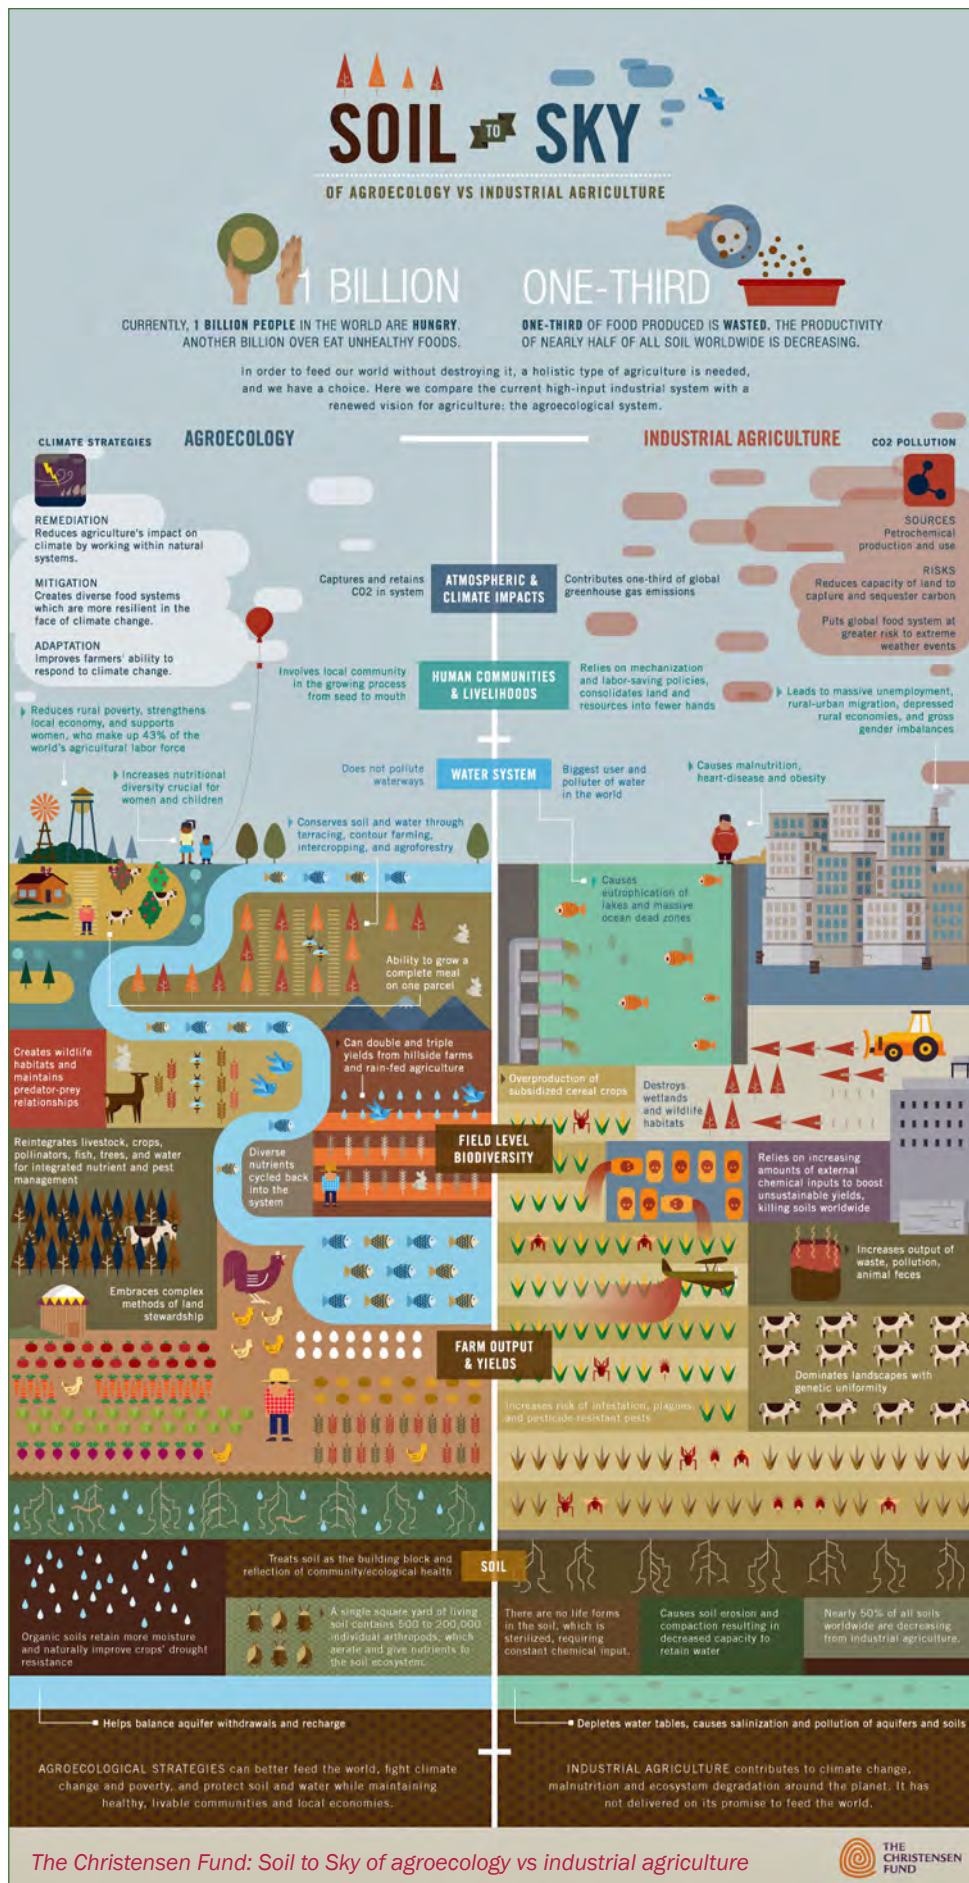 SOIL TO SKY
OF AGROECOLOGY VS INDUSTRIAL AGRICULTURE
1 BILLION
CURRENTLY, 1 BILLION PEOPLE IN THE WORLD ARE HUNGRY.
ANOTHER BILLION OVER EAT UNHEALTHY FOODS.
ONE-THIRD
ONE-THIRD OF FOOD PRODUCED IS WASTED. THE PRODUCTIVITY
OF NEARLY HALF OF ALL SOIL WORLDWIDE IS DECREASING.
In order to feed our world without destroying it, a holistic type of agriculture is needed,
and we have a choice. Here we compare the current high-input industrial system with a
renewed vision for agriculture: the agroecological system.
CLIMATE STRATEGIES
AGROECOLOGY
INDUSTRIAL AGRICULTURE
CO2 POLLUTION
REMEDIATION
Reduces agriculture's impact on
climate by working within natural
systems.
MITIGATION
Creates diverse food systems
which are more resilient in the
face of climate change.
ADAPTATION
Improves farmers' ability to
respond to climate change.
SOURCES
Petrochemical
production and use
RISKS
Reduces capacity of land to
capture and sequester carbon
Puts global food system at
greater risk to extreme
weather events
Captures and retains
CO2 in system
ATMOSPHERIC &
CLIMATE IMPACTS
Contributes one-third of global
greenhouse gas emissions
Involves local community
in the growing process
from seed to mouth
HUMAN COMMUNITIES
& LIVELIHOODS
Relies on mechanization
and labor-saving policies,
consolidates land and
resources into fewer hands
Leads to massive unemployment,
rural-urban migration, depressed
rural economies, and gross
gender imbalances
Reduces rural poverty, strengthens
local economy, and supports
women, who make up 43% of the
world's agricultural labor force
Increases nutritional
diversity crucial for
women and children
Does not pollute
waterways
WATER SYSTEM
Biggest user and
polluter of water
in the world
Causes malnutrition,
heart-disease and obesity
Conserves soil and water through
terracing, contour farming,
intercropping, and agroforestry
Causes
eutrophication of
lakes and massive
ocean dead zones
Ability to grow a
complete meal
on one parcel
Creates wildlife
habitats and
maintains
predator-prey
relationships
Can double and triple
yields from hillside farms
and rain-fed agriculture
Overproduction of
subsidized cereal crops
Destroys
wetlands
and wildlife
habitats
FIELD LEVEL
BIODIVERSITY
Reintegrates livestock, crops,
pollinators, fish, trees, and water
for integrated nutrient and pest
management
Diverse
nutrients
cycled back
into the
system
Relies on increasing
amounts of external
chemical inputs to boost
unsustainable yields,
killing soils worldwide
Increases output of
waste, pollution,
animal feces
Embraces complex
methods of land
stewardship
FARM OUTPUT
& YIELDS
Dominates landscapes with
genetic uniformity
Increases risk of infestation, plagues,
and pesticide-resistant pests
Treats soil as the building block and
reflection of community/ecological health
SOIL
Organic soils retain more moisture
and naturally improve crops' drought
resistance
A single square yard of living
soil contains 500 to 200,000
individual arthropods, which
aerate and give nutrients to
the soil ecosystem.
There are no life forms
in the soil, which is
sterilized, requiring
constant chemical input.
Causes soil erosion and
compaction resulting in
decreased capacity to
retain water
Nearly 50% of all soils
worldwide are decreasing
from industrial agriculture.
Helps balance aquifer withdrawals and recharge
Depletes water tables, causes salinization and pollution of aquifers and soils
AGROECOLOGICAL STRATEGIES can better feed the world, fight climate
change and poverty, and protect soil and water while maintaining
healthy, livable communities and local economies.
INDUSTRIAL AGRICULTURE contributes to climate change,
malnutrition and ecosystem degradation around the planet. It has
not delivered on its promise to feed the world.
The Christensen Fund: Soil to Sky of agroecology vs industrial agriculture
THE
CHRISTENSEN
FUND